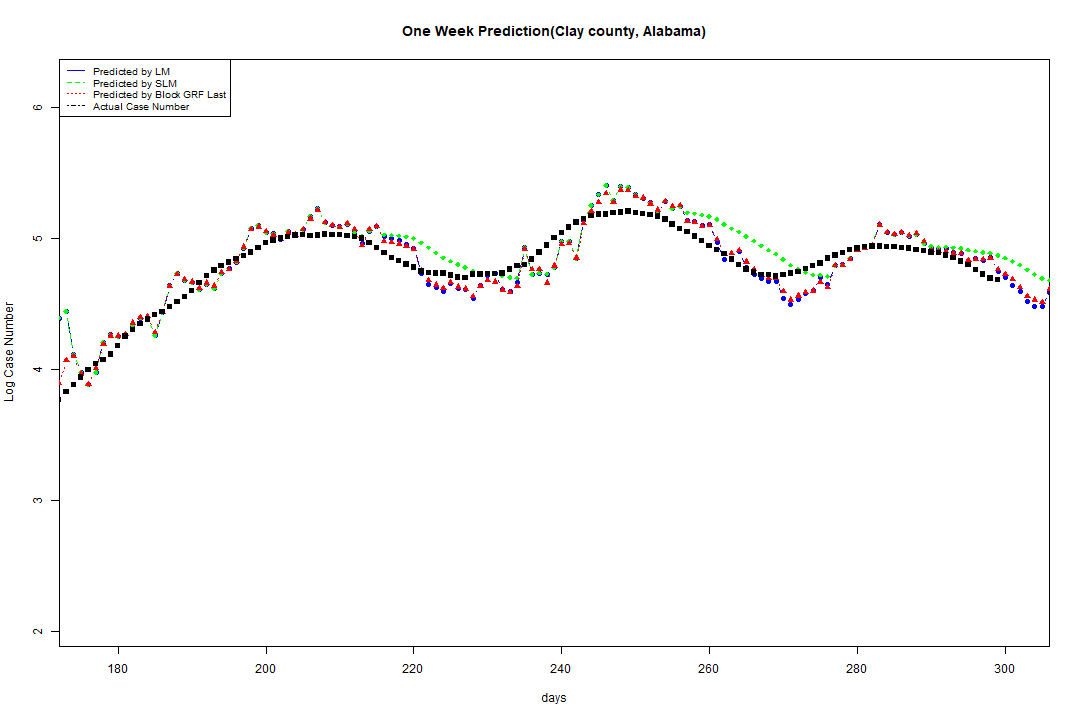 One Week Prediction(Clay county, Alabama)
Predicted by LM
Predicted by SLM
Predicted by Block GRF Last
Actual Case Number
Log Case Number
6
5
4
3
2
180 200 220 240 260 280 300
days